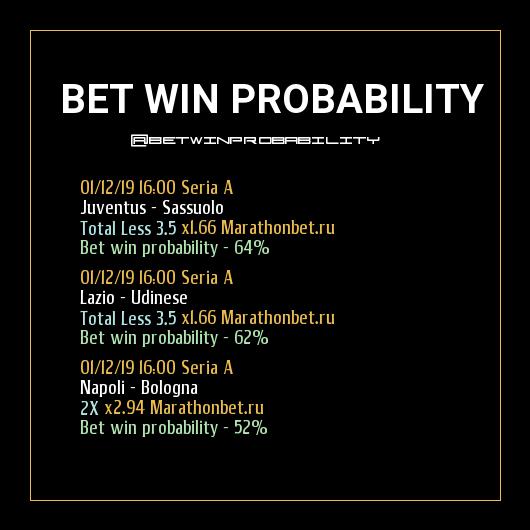 BET WIN PROBABILITY
@BETWINPROBABILITY
01/12/19 16:00 Seria A
Juventus - Sassuolo
Total Less 3.5 x1.66 Marathonbet.ru
Bet win probability - 64%
01/12/19 16:00 Seria A
Lazio - Udinese
Total Less 3.5 x1.66 Marathonbet.ru
Bet win probability - 62%
01/12/19 16:00 Seria A
Napoli - Bologna
2X x2.94 Marathonbet.ru
Bet win probability - 52%